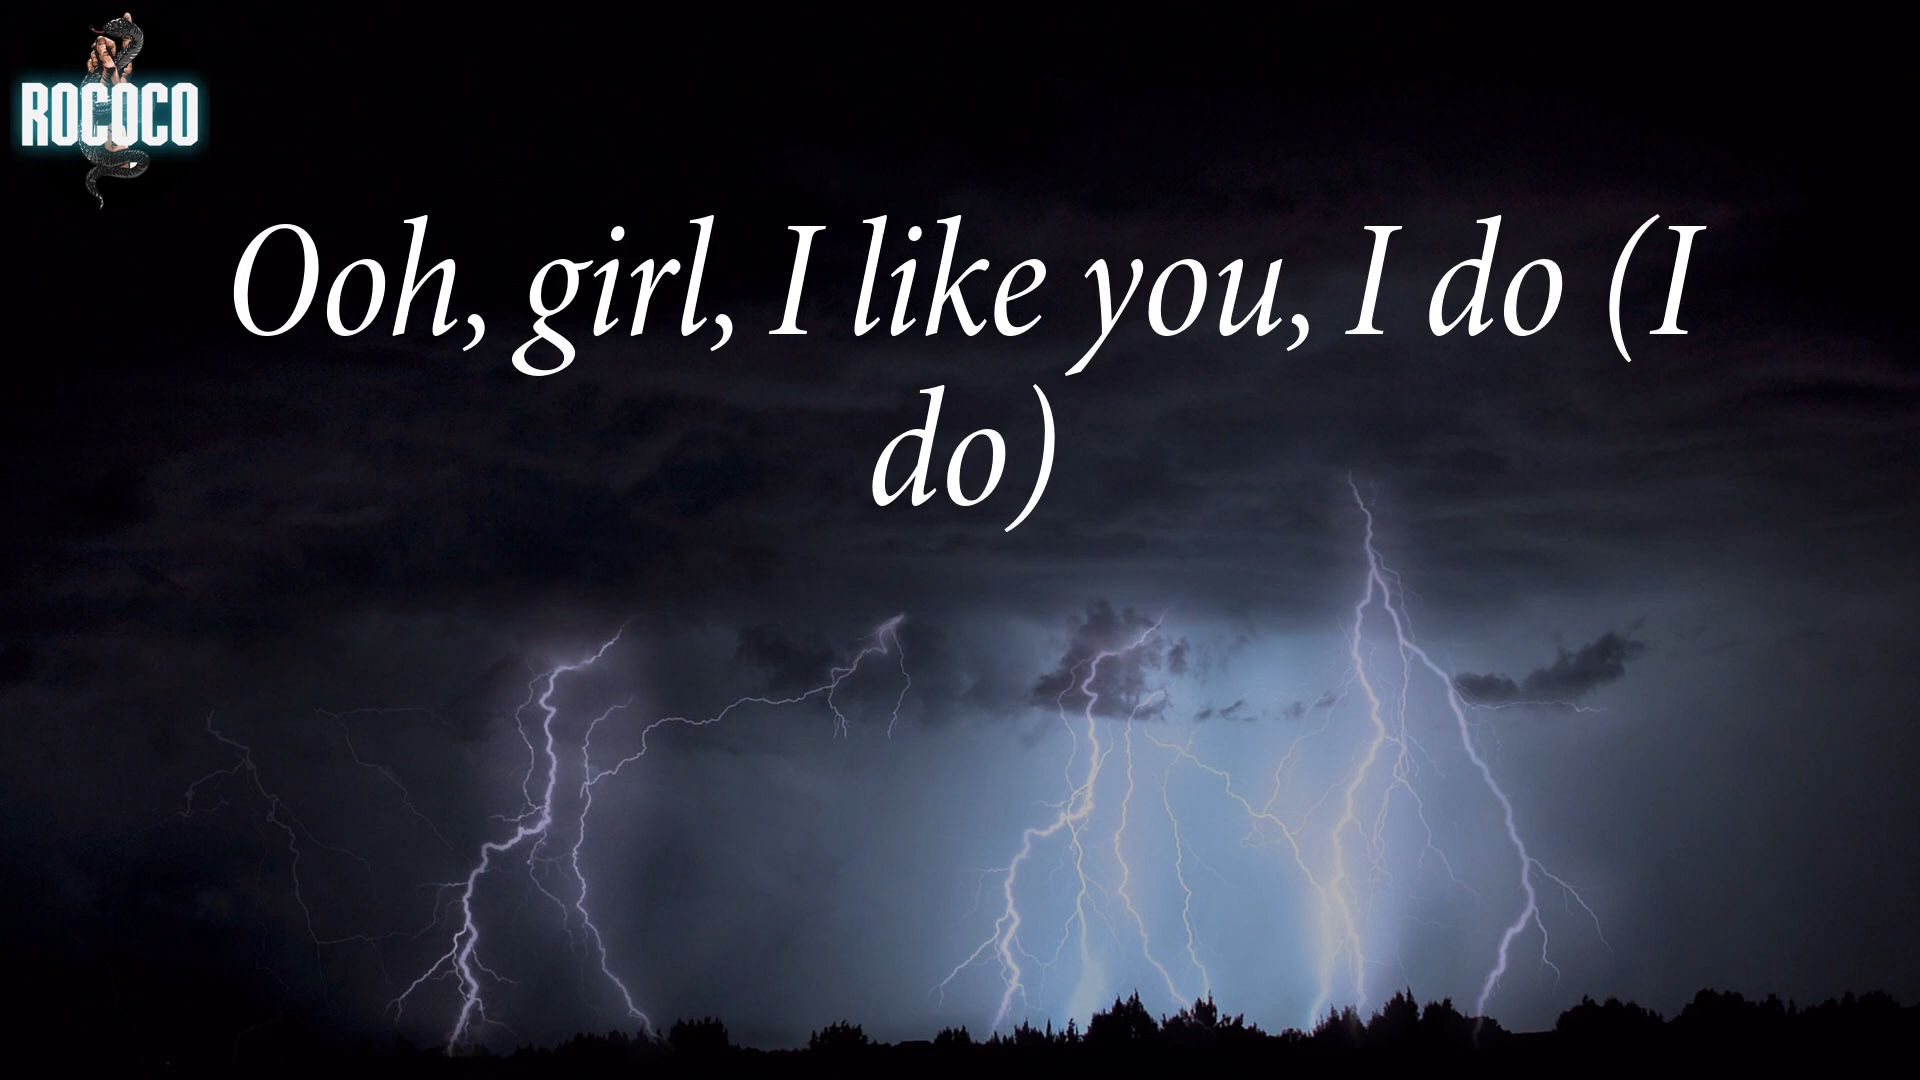 ROCOCO
Ooh, girl, I like you, I do (I
do)